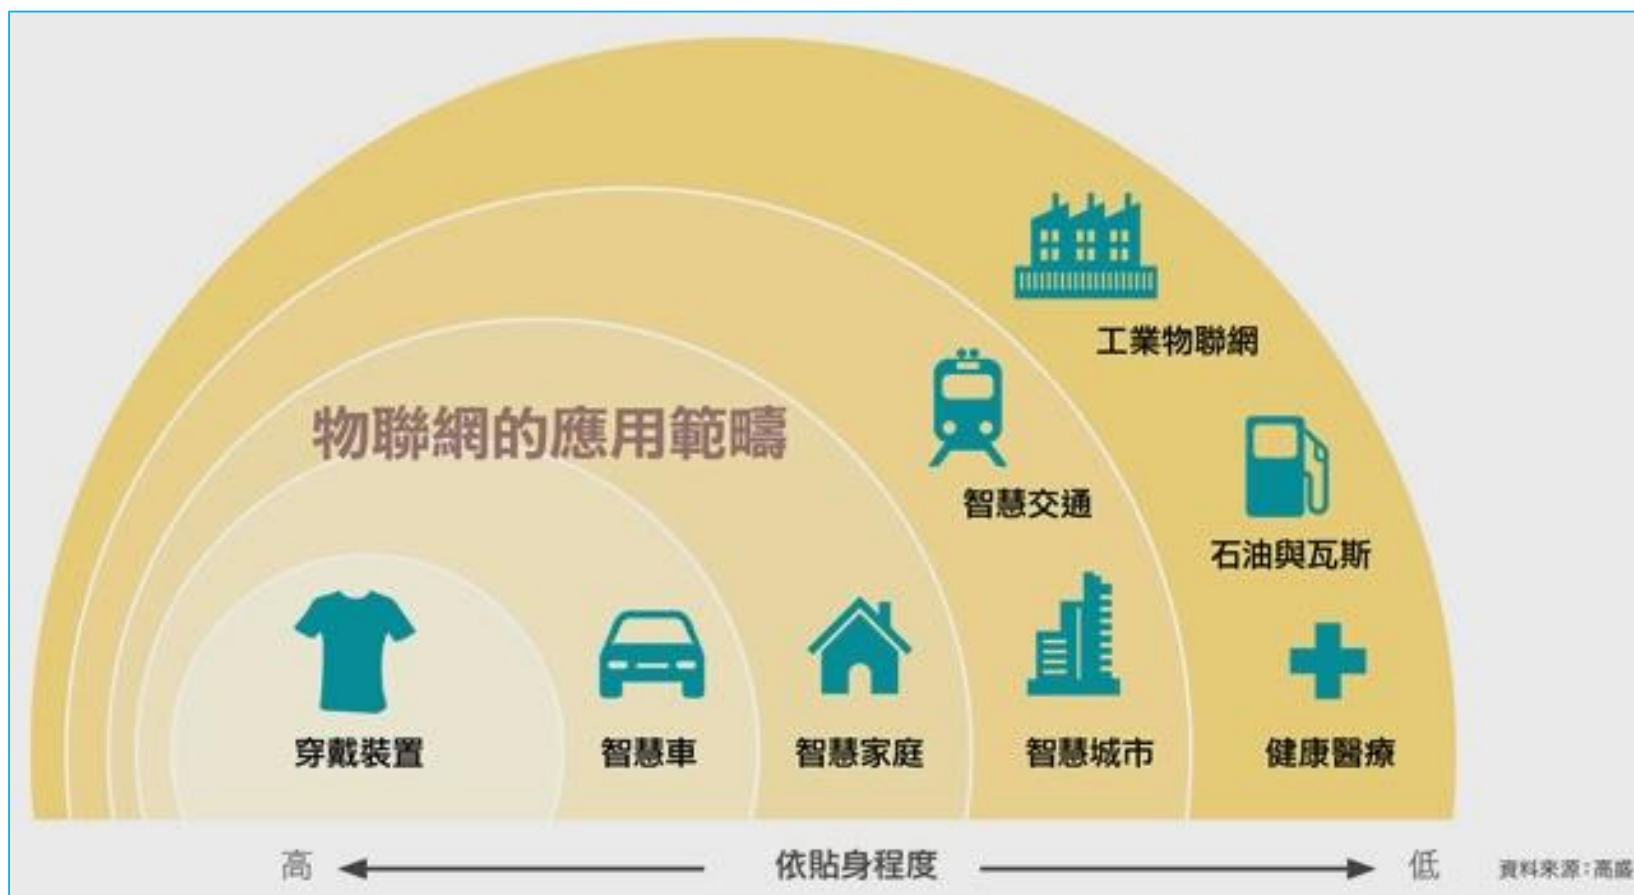 工業物聯網
物聯網的應用範疇
智慧交通
石油與瓦斯
穿戴裝置
智慧車
智慧家庭
智慧城市
健康醫療
高
依貼身程度
低
資料來源：高盛